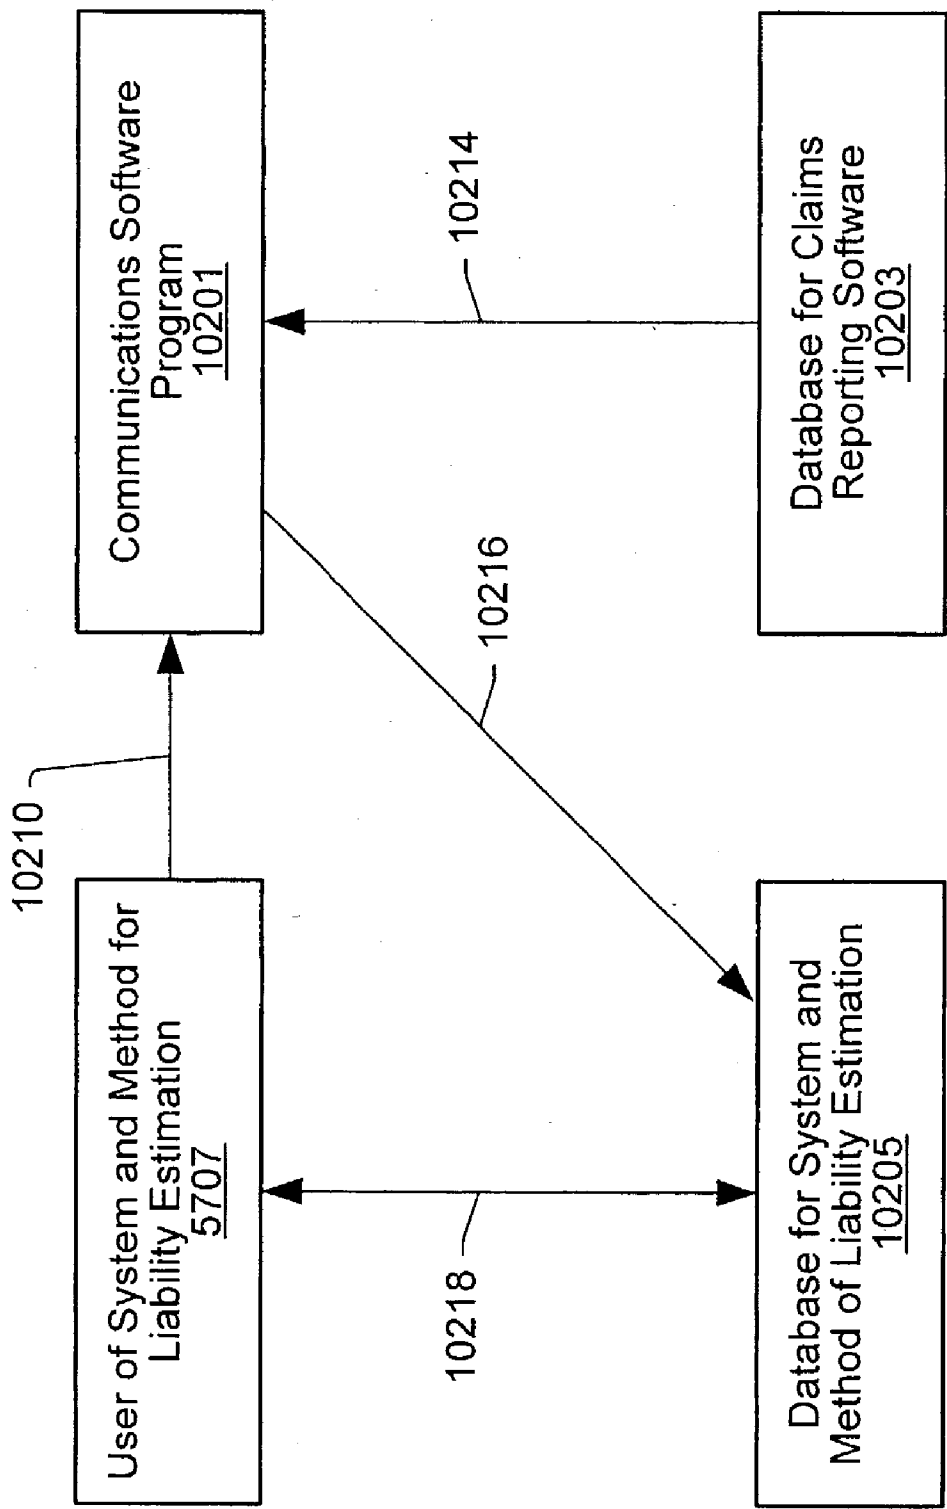 User of System and Method for
Liability Estimation
5707
10210
Communications Software
Program
10201
10218
10216
10214
Database for System and
Method of Liability Estimation
10205
Database for Claims
Reporting Software
10203